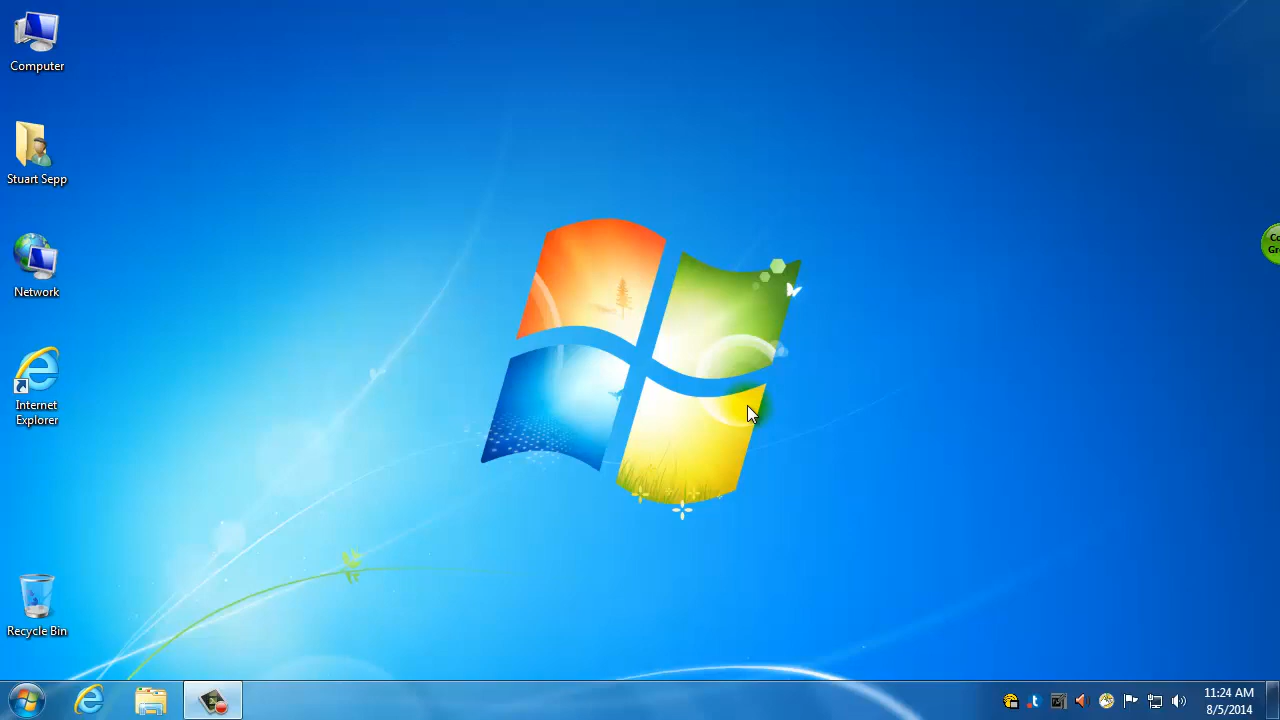 Computer
Stuart Sepp
Network
Internet
Explorer
Recycle Bin
11:24 AM
8/5/2014